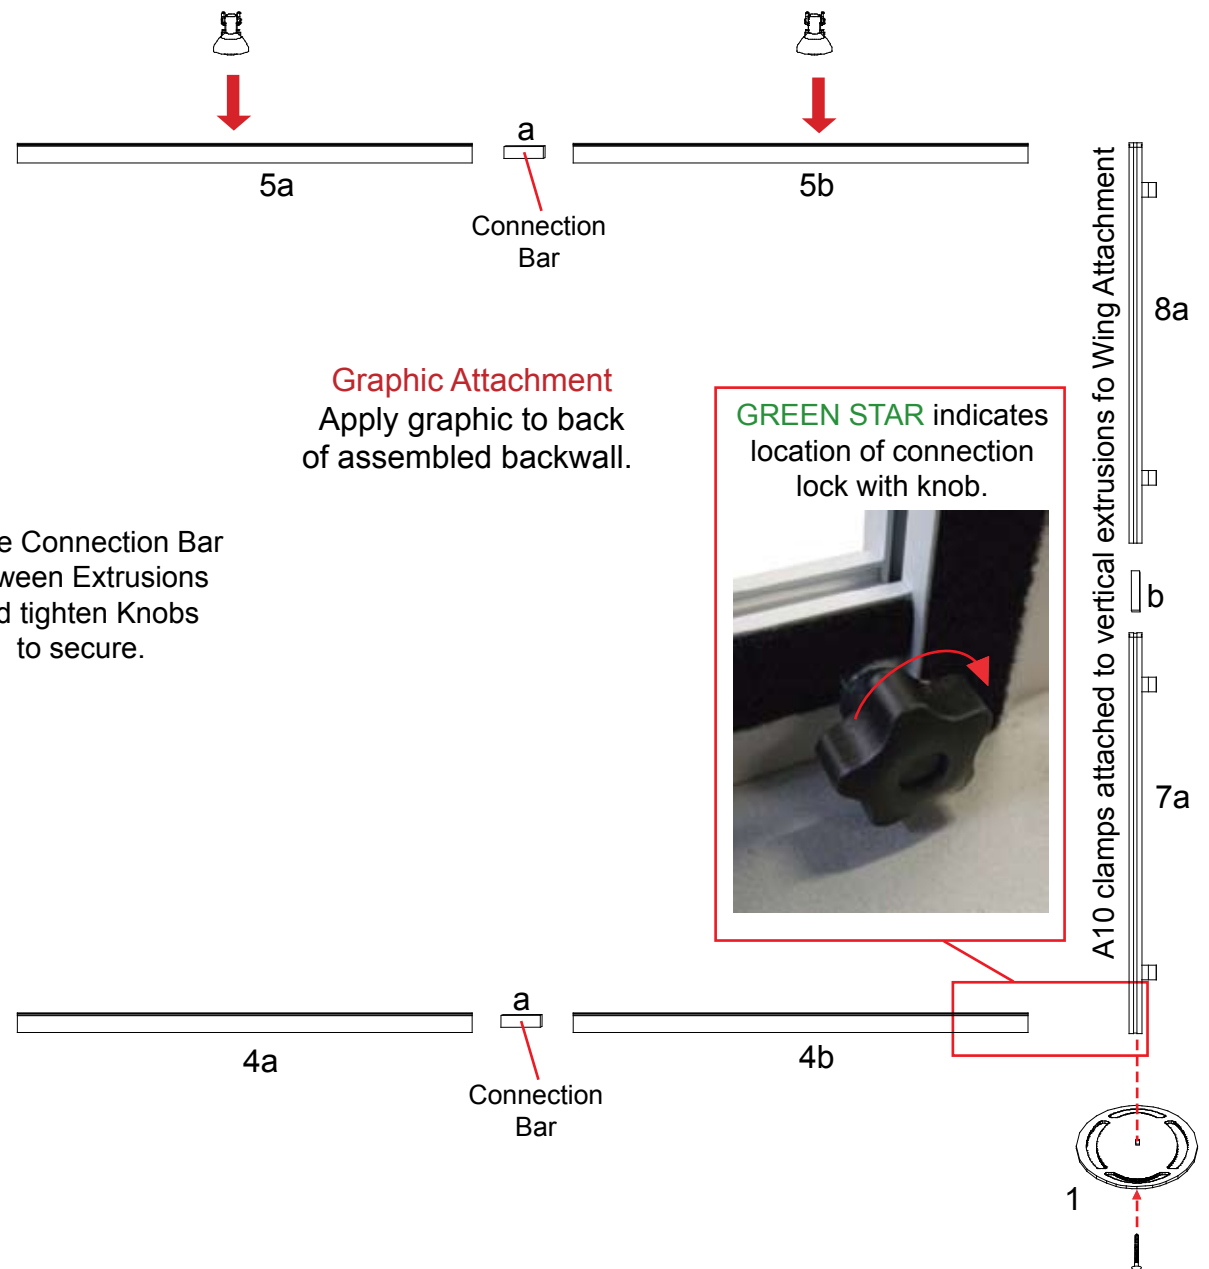 a
5a
5b
Connection
Bar
8a
Graphic Attachment
Apply graphic to back
of assembled backwall.
GREEN STAR indicates
location of connection
lock with knob.
e Connection Bar
ween Extrusions
d tighten Knobs
to secure.
A10 clamps attached to vertical extrusions fo Wing Attachment
b
7a
a
4a
4b
Connection
Bar
1